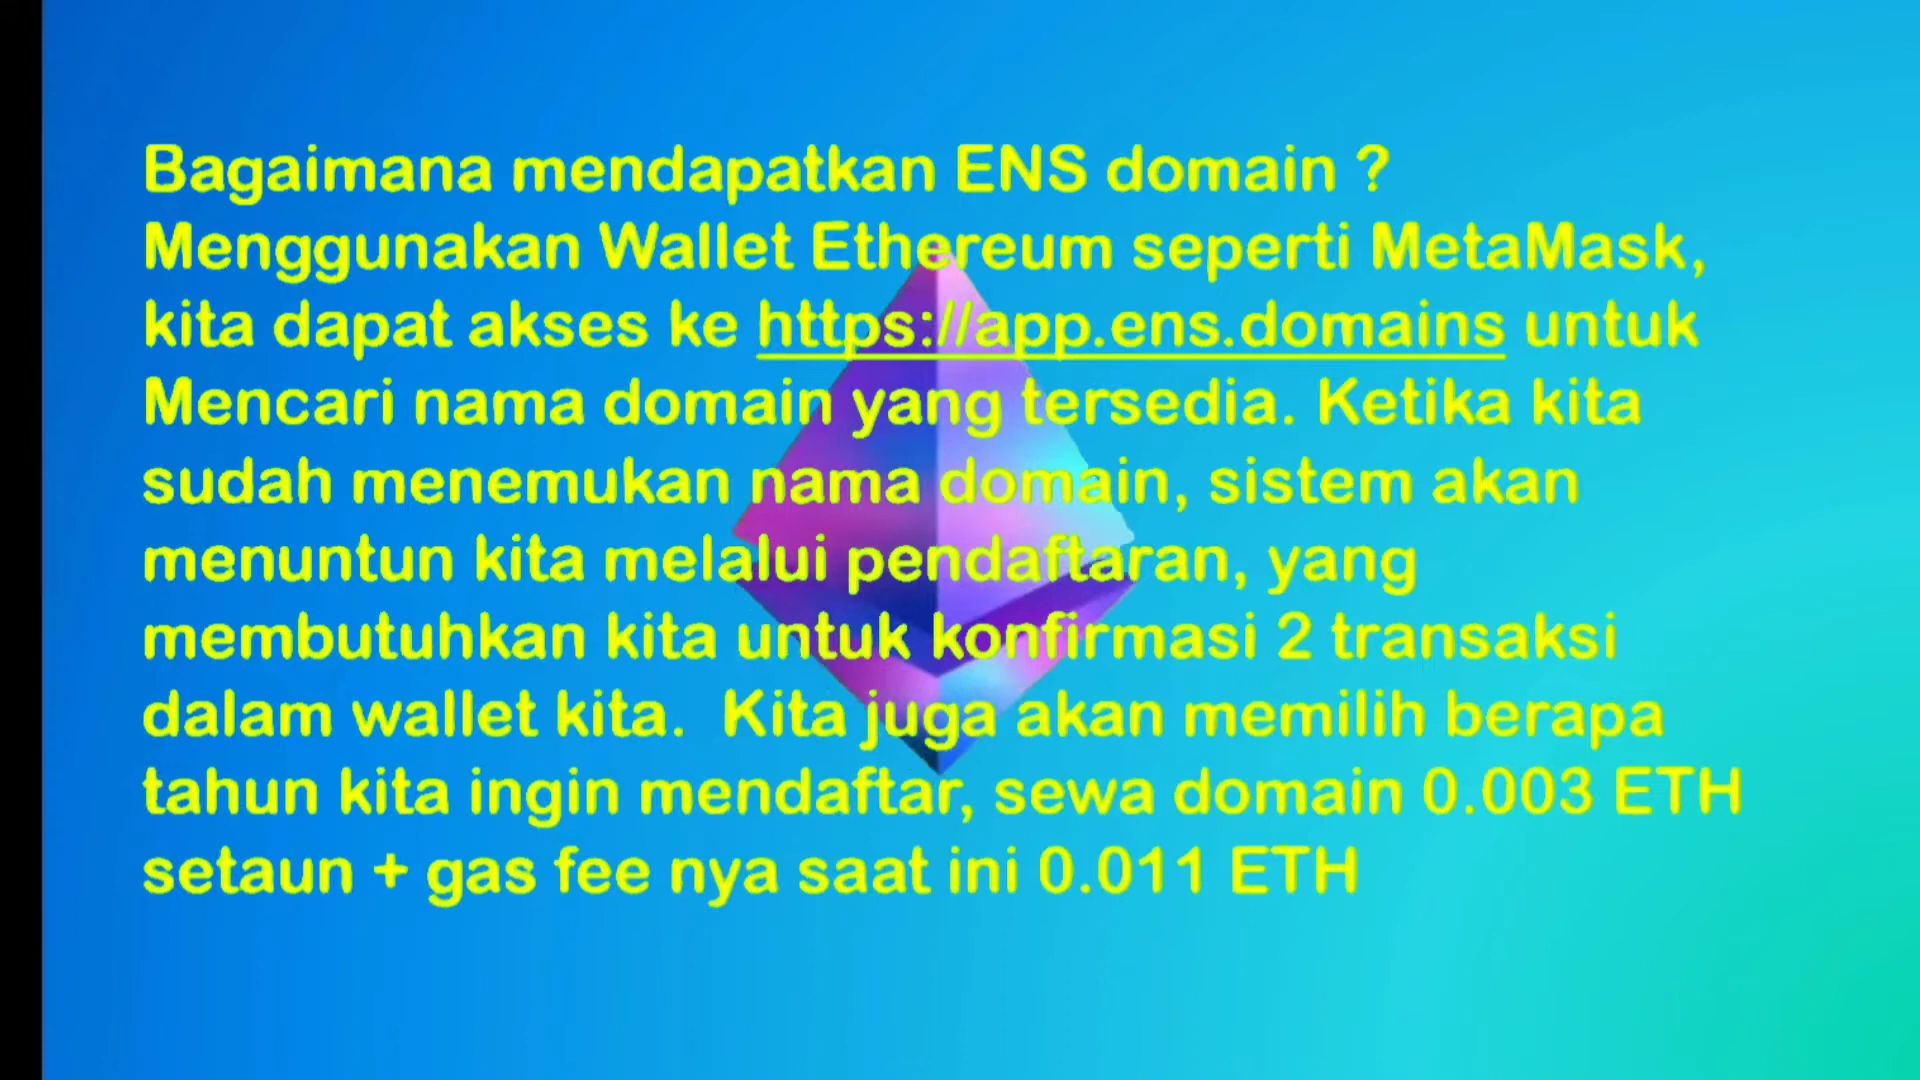 Bagaimana mendapatkan ENS domain ?
Menggunakan Wallet Ethereum seperti MetaMask,
kita dapat akses ke https://app.ens.domains untuk
Mencari nama domain yang tersedia. Ketika kita
sudah menemukan nama domain, sistem akan
menuntun kita melalui pendaftaran, yang
membutuhkan kita untuk konfirmasi 2 transaksi
dalam wallet kita.  Kita juga akan memilih berapa
tahun kita ingin mendaftar, sewa domain 0.003 ETH
setaun + gas fee nya saat ini 0.011 ETH